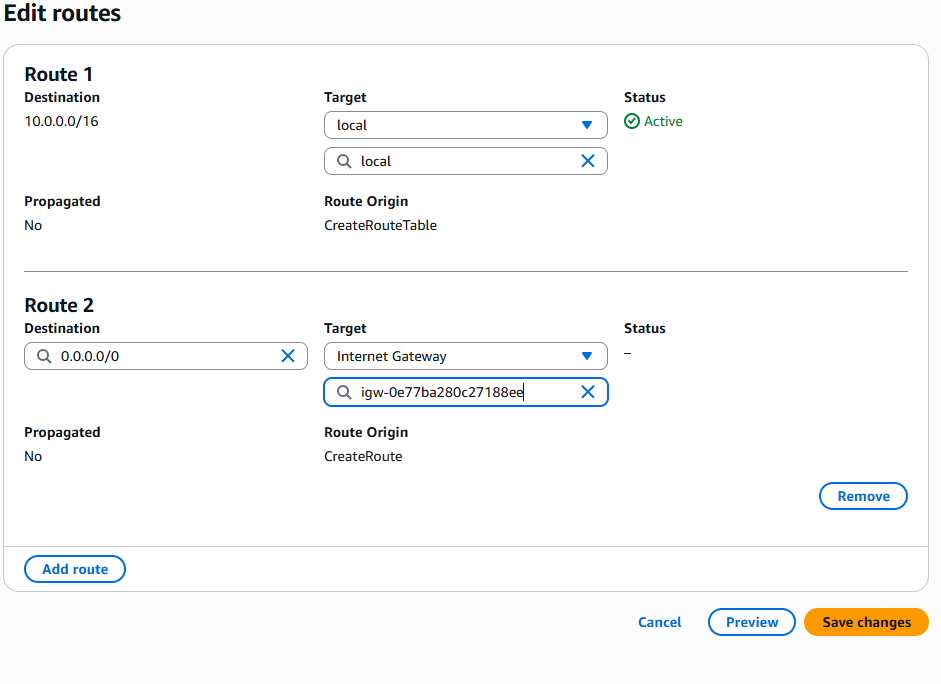 Edit routes
Route 1
Destination Target Status
10.0.0.0/16 local Active
local
Propagated Route Origin
No CreateRouteTable
Route 2
Destination Target Status
0.0.0.0/0 Internet Gateway –
igw-0e77ba280c27188ee
Propagated Route Origin
No CreateRoute
Remove
Add route
Cancel Preview Save changes